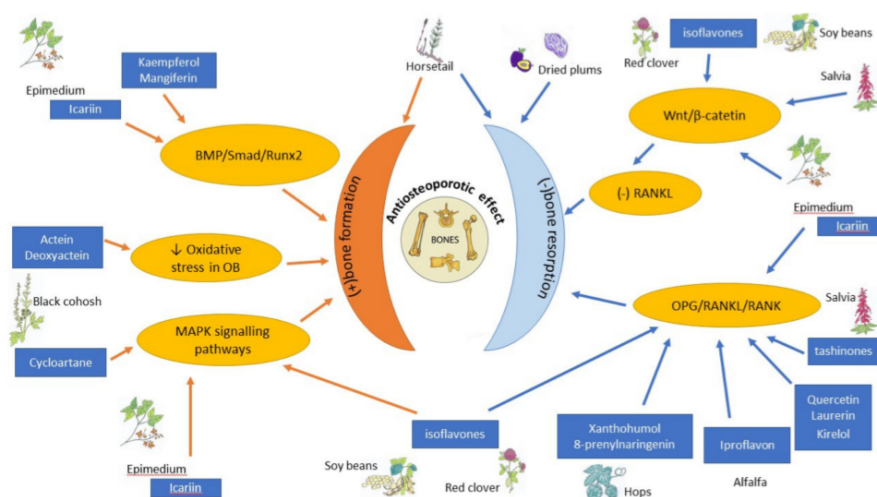 Kaempferol
Mangiferin
Epimedium
Icariin
BMP/Smad/Runx2
Horsetail
Dried plums
isoflavones
Red clover
Soy beans
Salvia
Wnt/β-catetin
(-) RANKL
Epimedium
Icariin
(+)bone formation
Antiosteoporotic effect
BONES
(-)bone resorption
Actein
Deoxyactein
↓ Oxidative
stress in OB
Black cohosh
MAPK signalling
pathways
Cycloartane
Epimedium
Icariin
OPG/RANKL/RANK
Salvia
tashinones
Quercetin
Laurerin
Kirelol
isoflavones
Soy beans
Red clover
Xanthohumol
8-prenylnaringenin
Hops
Iproflavon
Alfalfa